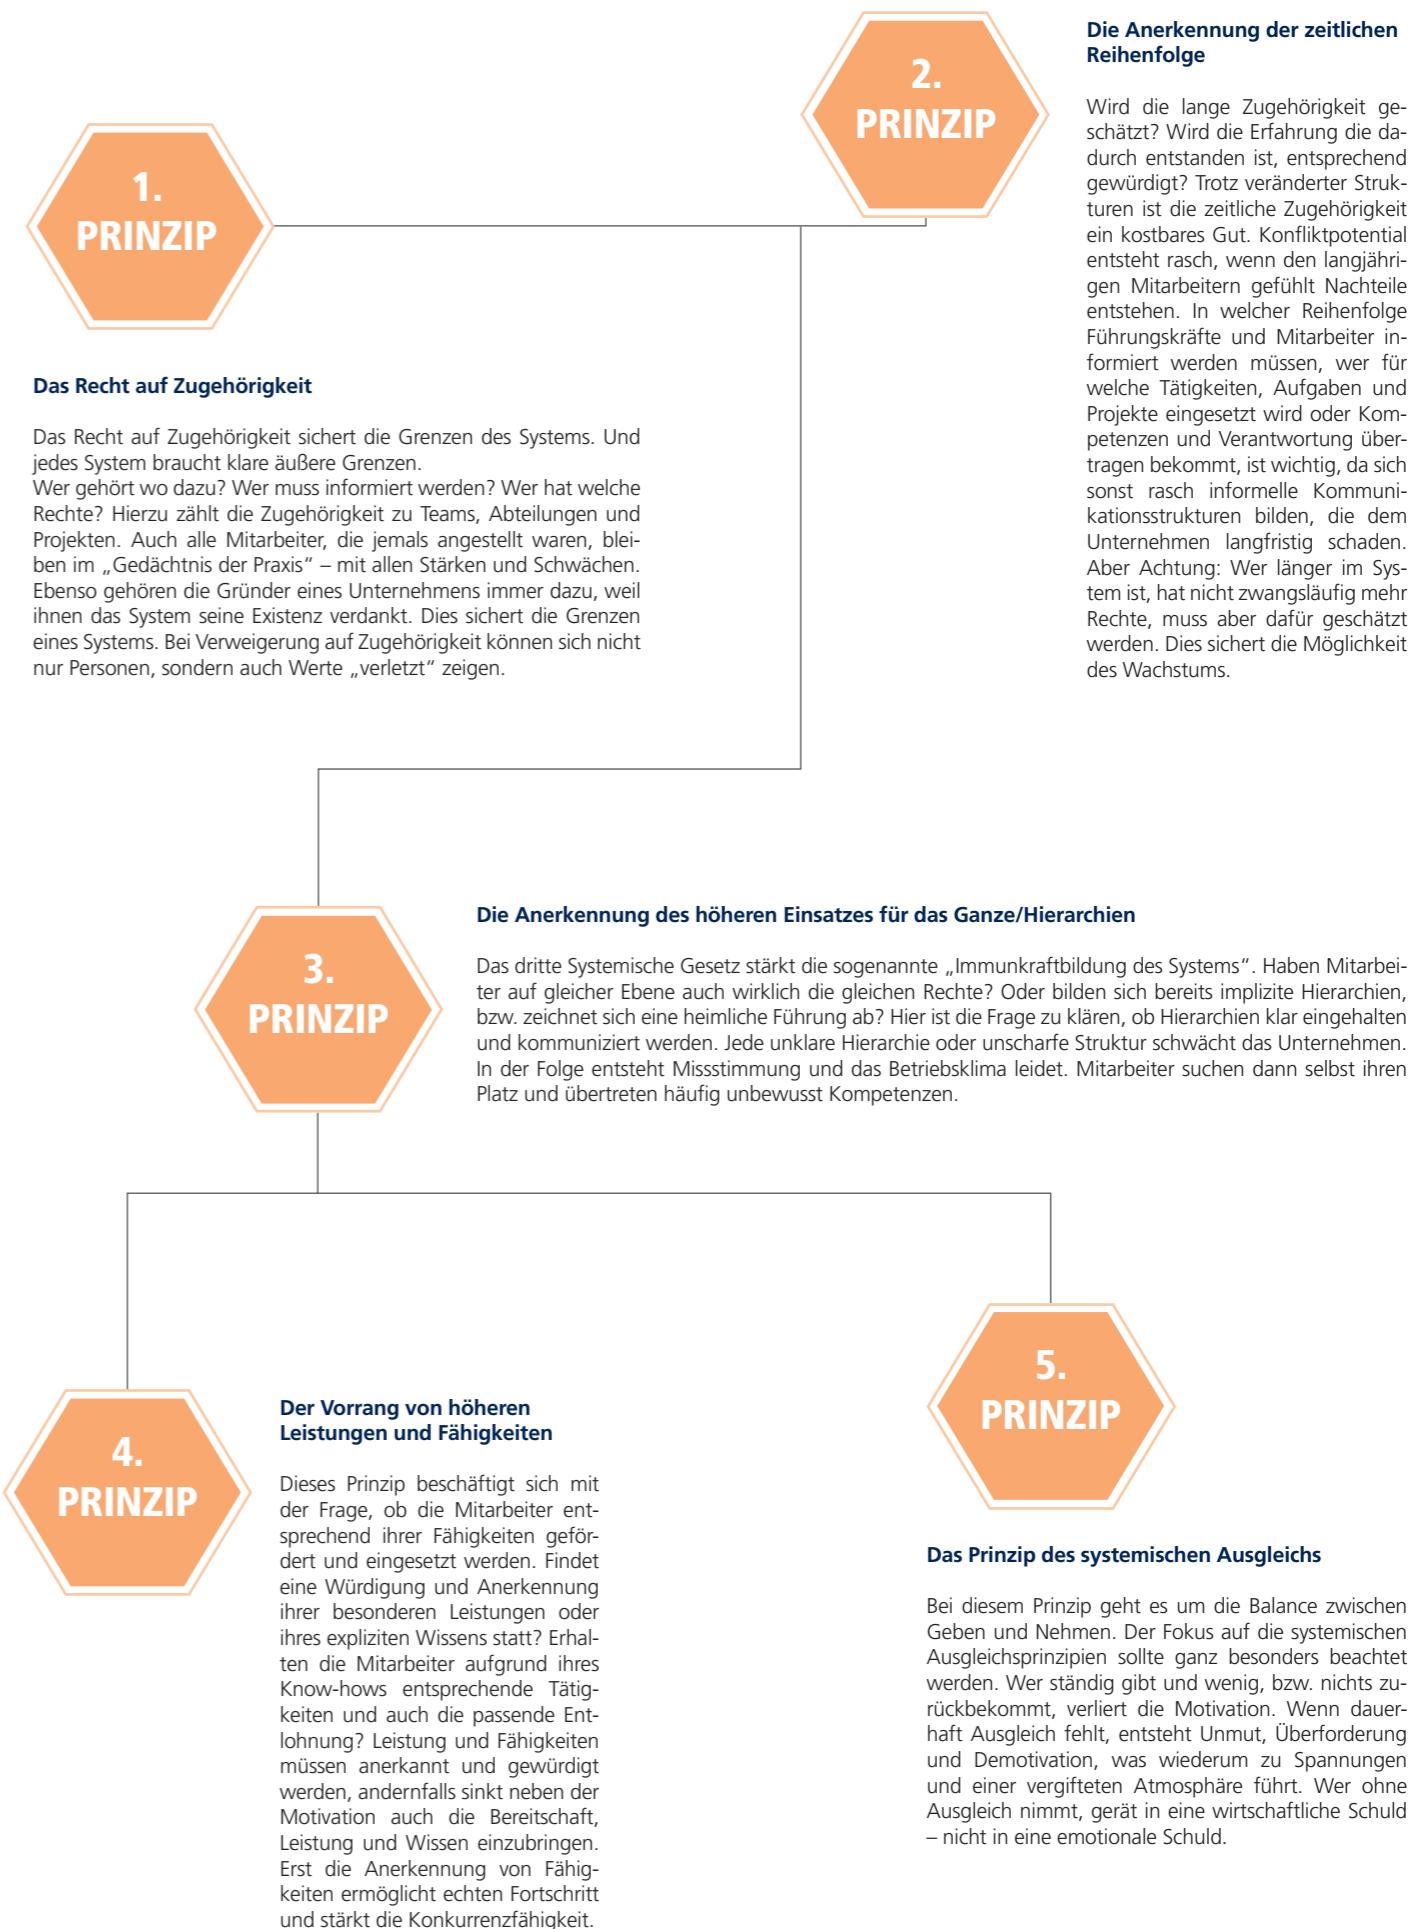 1.
PRINZIP
Das Recht auf Zugehörigkeit
Das Recht auf Zugehörigkeit sichert die Grenzen des Systems. Und
jedes System braucht klare äußere Grenzen.
Wer gehört wo dazu? Wer muss informiert werden? Wer hat welche
Rechte? Hierzu zählt die Zugehörigkeit zu Teams, Abteilungen und
Projekten. Auch alle Mitarbeiter, die jemals angestellt waren, blei-
ben im „Gedächtnis der Praxis“ – mit allen Stärken und Schwächen.
Ebenso gehören die Gründer eines Unternehmens immer dazu, weil
ihnen das System seine Existenz verdankt. Dies sichert die Grenzen
eines Systems. Bei Verweigerung auf Zugehörigkeit können sich nicht
nur Personen, sondern auch Werte „verletzt“ zeigen.
2.
PRINZIP
Die Anerkennung der zeitlichen
Reihenfolge
Wird die lange Zugehörigkeit ge-
schätzt? Wird die Erfahrung die da-
durch entstanden ist, entsprechend
gewürdigt? Trotz veränderter Struk-
turen ist die zeitliche Zugehörigkeit
ein kostbares Gut. Konfliktpotential
entsteht rasch, wenn den langjähri-
gen Mitarbeitern gefühlt Nachteile
entstehen. In welcher Reihenfolge
Führungskräfte und Mitarbeiter in-
formiert werden müssen, wer für
welche Tätigkeiten, Aufgaben und
Projekte eingesetzt wird oder Kom-
petenzen und Verantwortung über-
tragen bekommt, ist wichtig, da sich
sonst rasch informelle Kommuni-
kationsstrukturen bilden, die dem
Unternehmen langfristig schaden.
Aber Achtung: Wer länger im Sys-
tem ist, hat nicht zwangsläufig mehr
Rechte, muss aber dafür geschätzt
werden. Dies sichert die Möglichkeit
des Wachstums.
3.
PRINZIP
Die Anerkennung des höheren Einsatzes für das Ganze/Hierarchien
Das dritte Systemische Gesetz stärkt die sogenannte „Immunkraftbildung des Systems“. Haben Mitarbei-
ter auf gleicher Ebene auch wirklich die gleichen Rechte? Oder bilden sich bereits implizite Hierarchien,
bzw. zeichnet sich eine heimliche Führung ab? Hier ist die Frage zu klären, ob Hierarchien klar eingehalten
und kommuniziert werden. Jede unklare Hierarchie oder unscharfe Struktur schwächt das Unternehmen.
In der Folge entsteht Missstimmung und das Betriebsklima leidet. Mitarbeiter suchen dann selbst ihren
Platz und übertreten häufig unbewusst Kompetenzen.
4.
PRINZIP
Der Vorrang von höheren
Leistungen und Fähigkeiten
Dieses Prinzip beschäftigt sich mit
der Frage, ob die Mitarbeiter ent-
sprechend ihrer Fähigkeiten geför-
dert und eingesetzt werden. Findet
eine Würdigung und Anerkennung
ihrer besonderen Leistungen oder
ihres expliziten Wissens statt? Erhal-
ten die Mitarbeiter aufgrund ihres
Know-hows entsprechende Tätig-
keiten und auch die passende Ent-
lohnung? Leistung und Fähigkeiten
müssen anerkannt und gewürdigt
werden, andernfalls sinkt neben der
Motivation auch die Bereitschaft,
Leistung und Wissen einzubringen.
Erst die Anerkennung von Fähig-
keiten ermöglicht echten Fortschritt
und stärkt die Konkurrenzfähigkeit.
5.
PRINZIP
Das Prinzip des systemischen Ausgleichs
Bei diesem Prinzip geht es um die Balance zwischen
Geben und Nehmen. Der Fokus auf die systemischen
Ausgleichsprinzipien sollte ganz besonders beachtet
werden. Wer ständig gibt und wenig, bzw. nichts zu-
rückbekommt, verliert die Motivation. Wenn dauer-
haft Ausgleich fehlt, entsteht Unmut, Überforderung
und Demotivation, was wiederum zu Spannungen
und einer vergifteten Atmosphäre führt. Wer ohne
Ausgleich nimmt, gerät in eine wirtschaftliche Schuld
– nicht in eine emotionale Schuld.